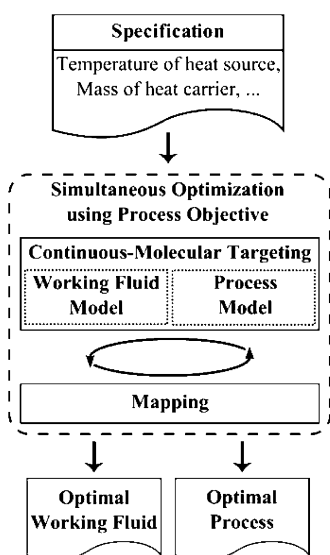 Specification
Temperature of heat source,
Mass of heat carrier, ...
Simultaneous Optimization
using Process Objective
Continuous-Molecular Targeting
Working Fluid
Model
Process
Model
Mapping
Optimal
Working Fluid
Optimal
Process